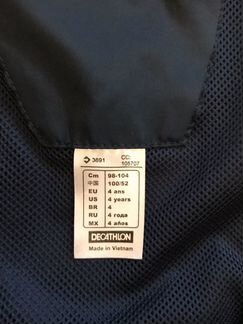 3691 CC:
105707
Cm 98-104
中国 100/52
EU 4 ans
US 4 years
BR 4
RU 4 года
MX 4 años
DECATHLON
Made in Vietnam